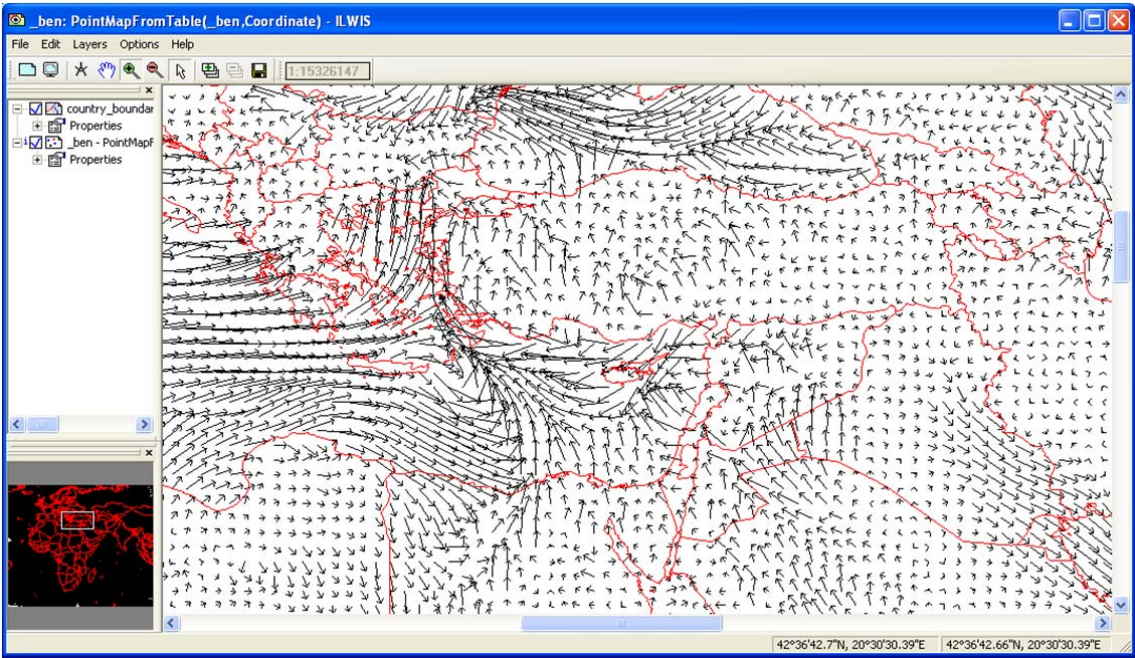 _ben: PointMapFromTable(_ben,Coordinate) - ILWIS
File Edit Layers Options Help
1:15326147
country_boundar
Properties
_ben - PointMapF
Properties
42°36'42.7"N, 20°30'30.39"E 42°36'42.66"N, 20°30'30.39"E